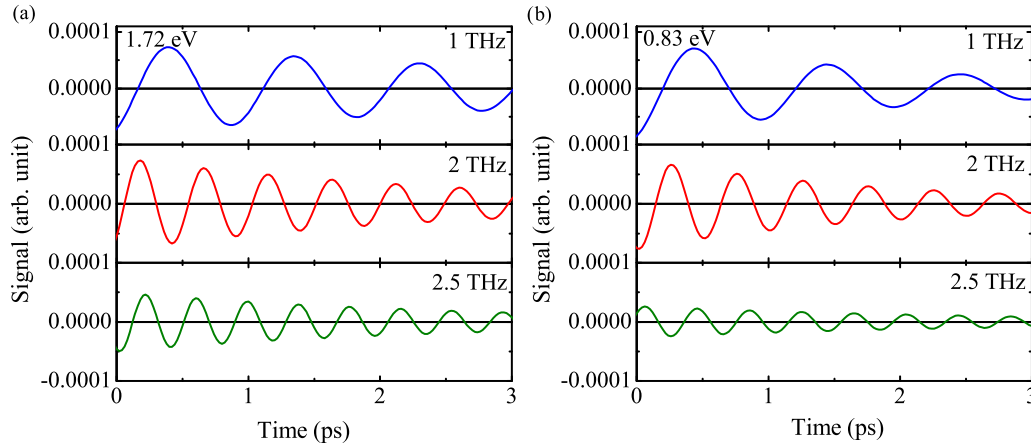 (a)
Signal (arb. unit)
0.0001
0.0000
0.0001
0.0000
0.0001
0.0000
-0.0001
1.72 eV
1 THz
2 THz
2.5 THz
0 1 2 3
Time (ps)
(b)
Signal (arb. unit)
0.0001
0.0000
0.0001
0.0000
0.0001
0.0000
-0.0001
0.83 eV
1 THz
2 THz
2.5 THz
0 1 2 3
Time (ps)